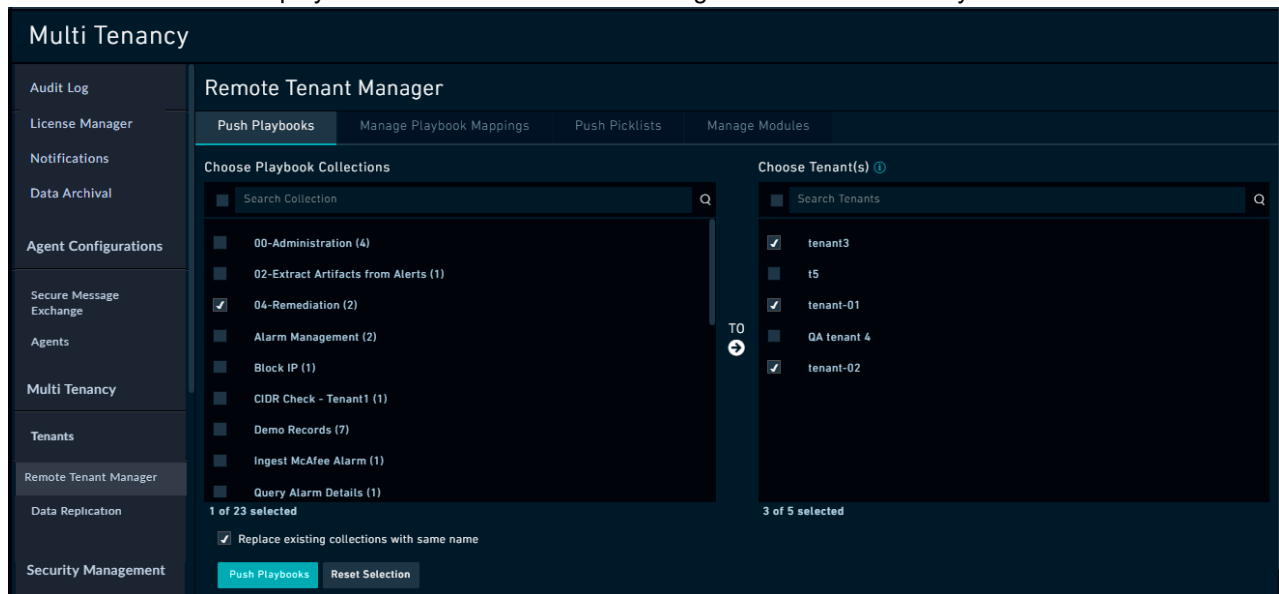 Multi Tenancy
Audit Log
License Manager
Notifications
Data Archival
Agent Configurations
Secure Message
Exchange
Agents
Multi Tenancy
Tenants
Remote Tenant Manager
Data Replication
Security Management
Remote Tenant Manager
Push Playbooks
Manage Playbook Mappings
Push Picklists
Manage Modules
Choose Playbook Collections
Search Collection
00-Administration (4)
02-Extract Artifacts from Alerts (1)
04-Remediation (2)
Alarm Management (2)
Block IP (1)
CIDR Check - Tenant1 (1)
Demo Records (7)
Ingest McAfee Alarm (1)
Query Alarm Details (1)
1 of 23 selected
Replace existing collections with same name
Push Playbooks
Reset Selection
TO
Choose Tenant(s)
Search Tenants
tenant3
t5
tenant-01
QA tenant 4
tenant-02
3 of 5 selected